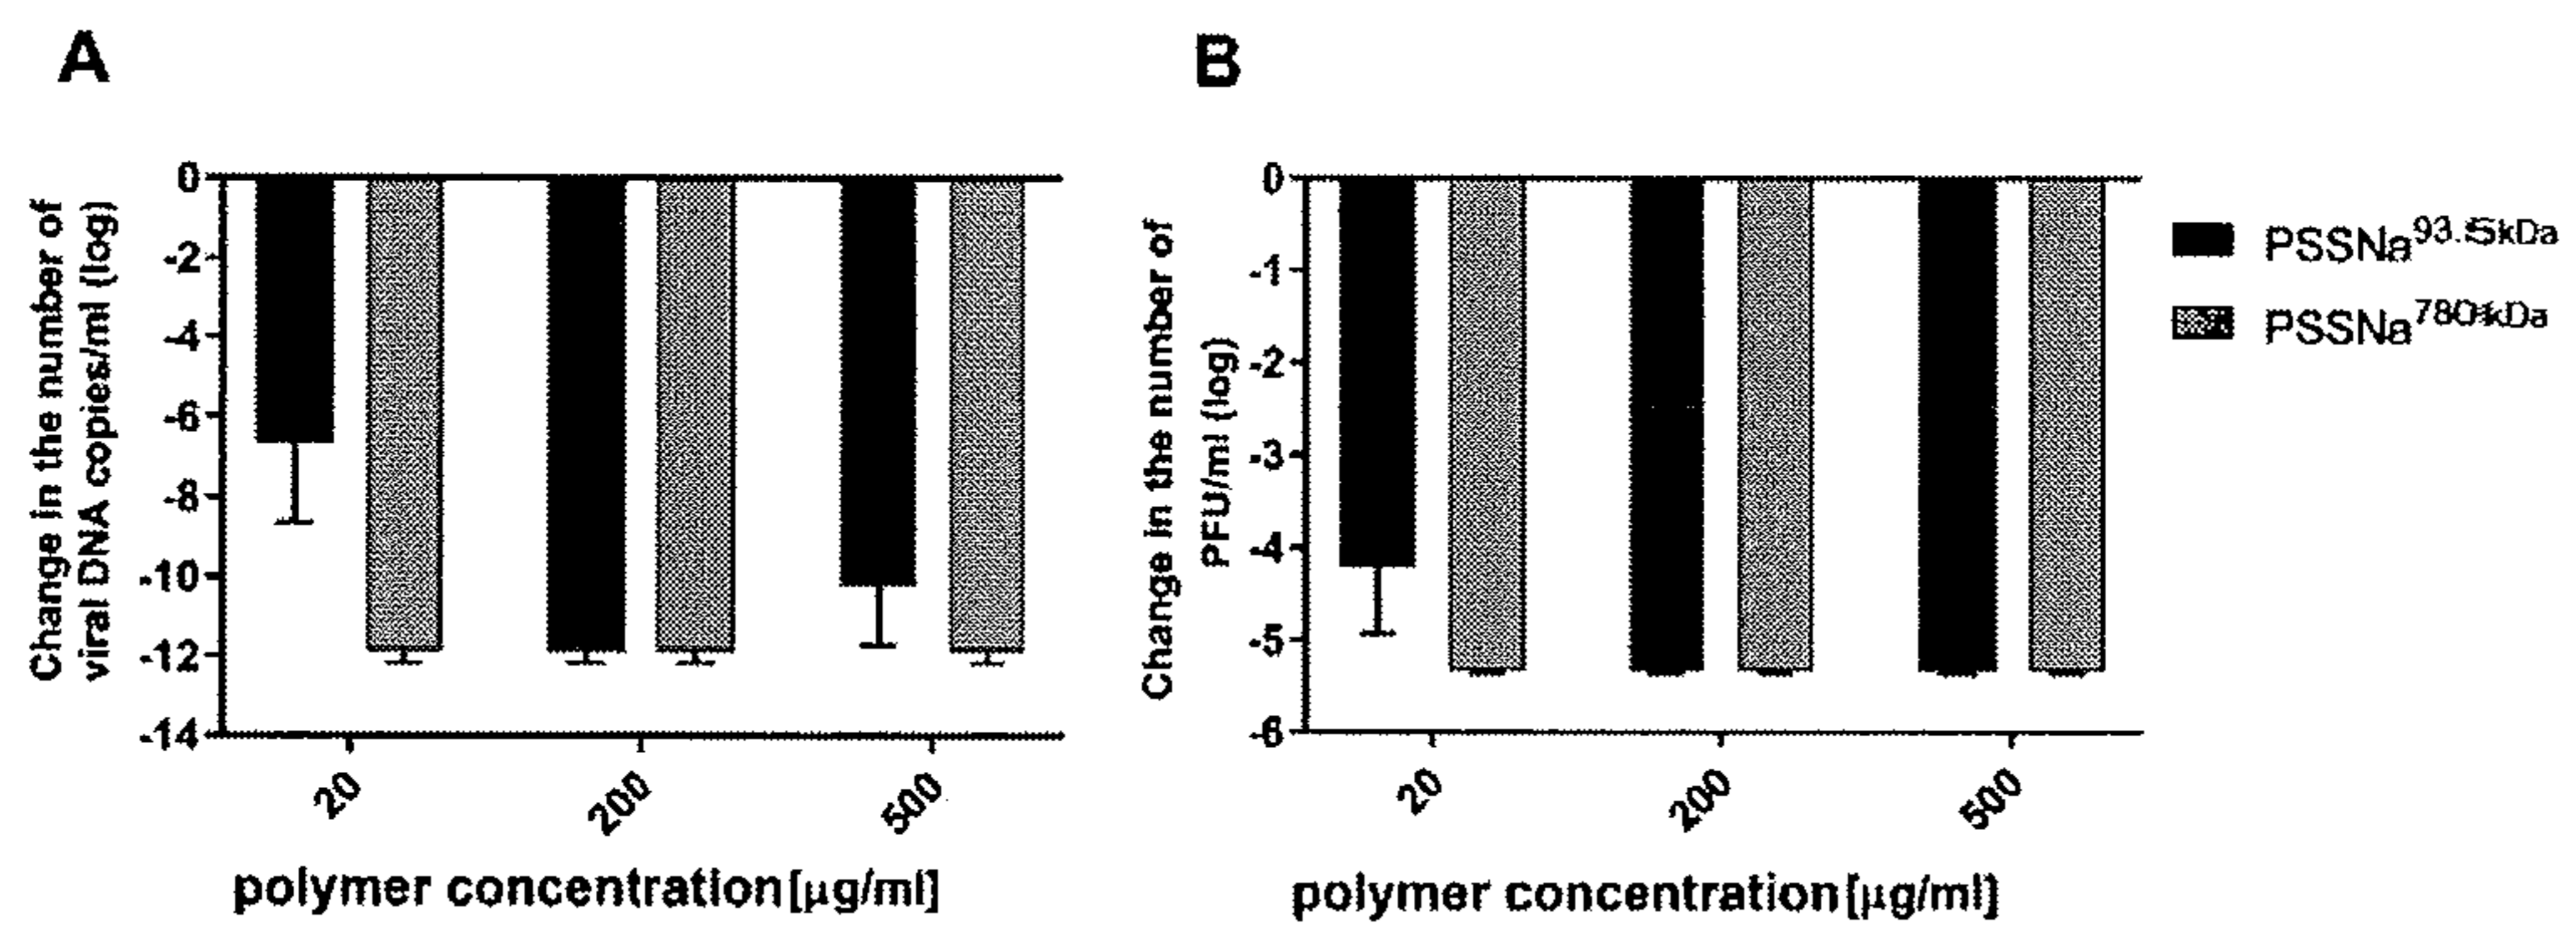 A
Change in the number of
viral DNA copies/ml (log)
0
-2
-4
-6
-8
-10
-12
-14
20
200
500
polymer concentration [μg/ml]
B
Change in the number of
PFU/ml (log)
0
-1
-2
-3
-4
-5
-6
20
200
500
polymer concentration [μg/ml]
PSSNa93.5kDa
PSSNa780kDa